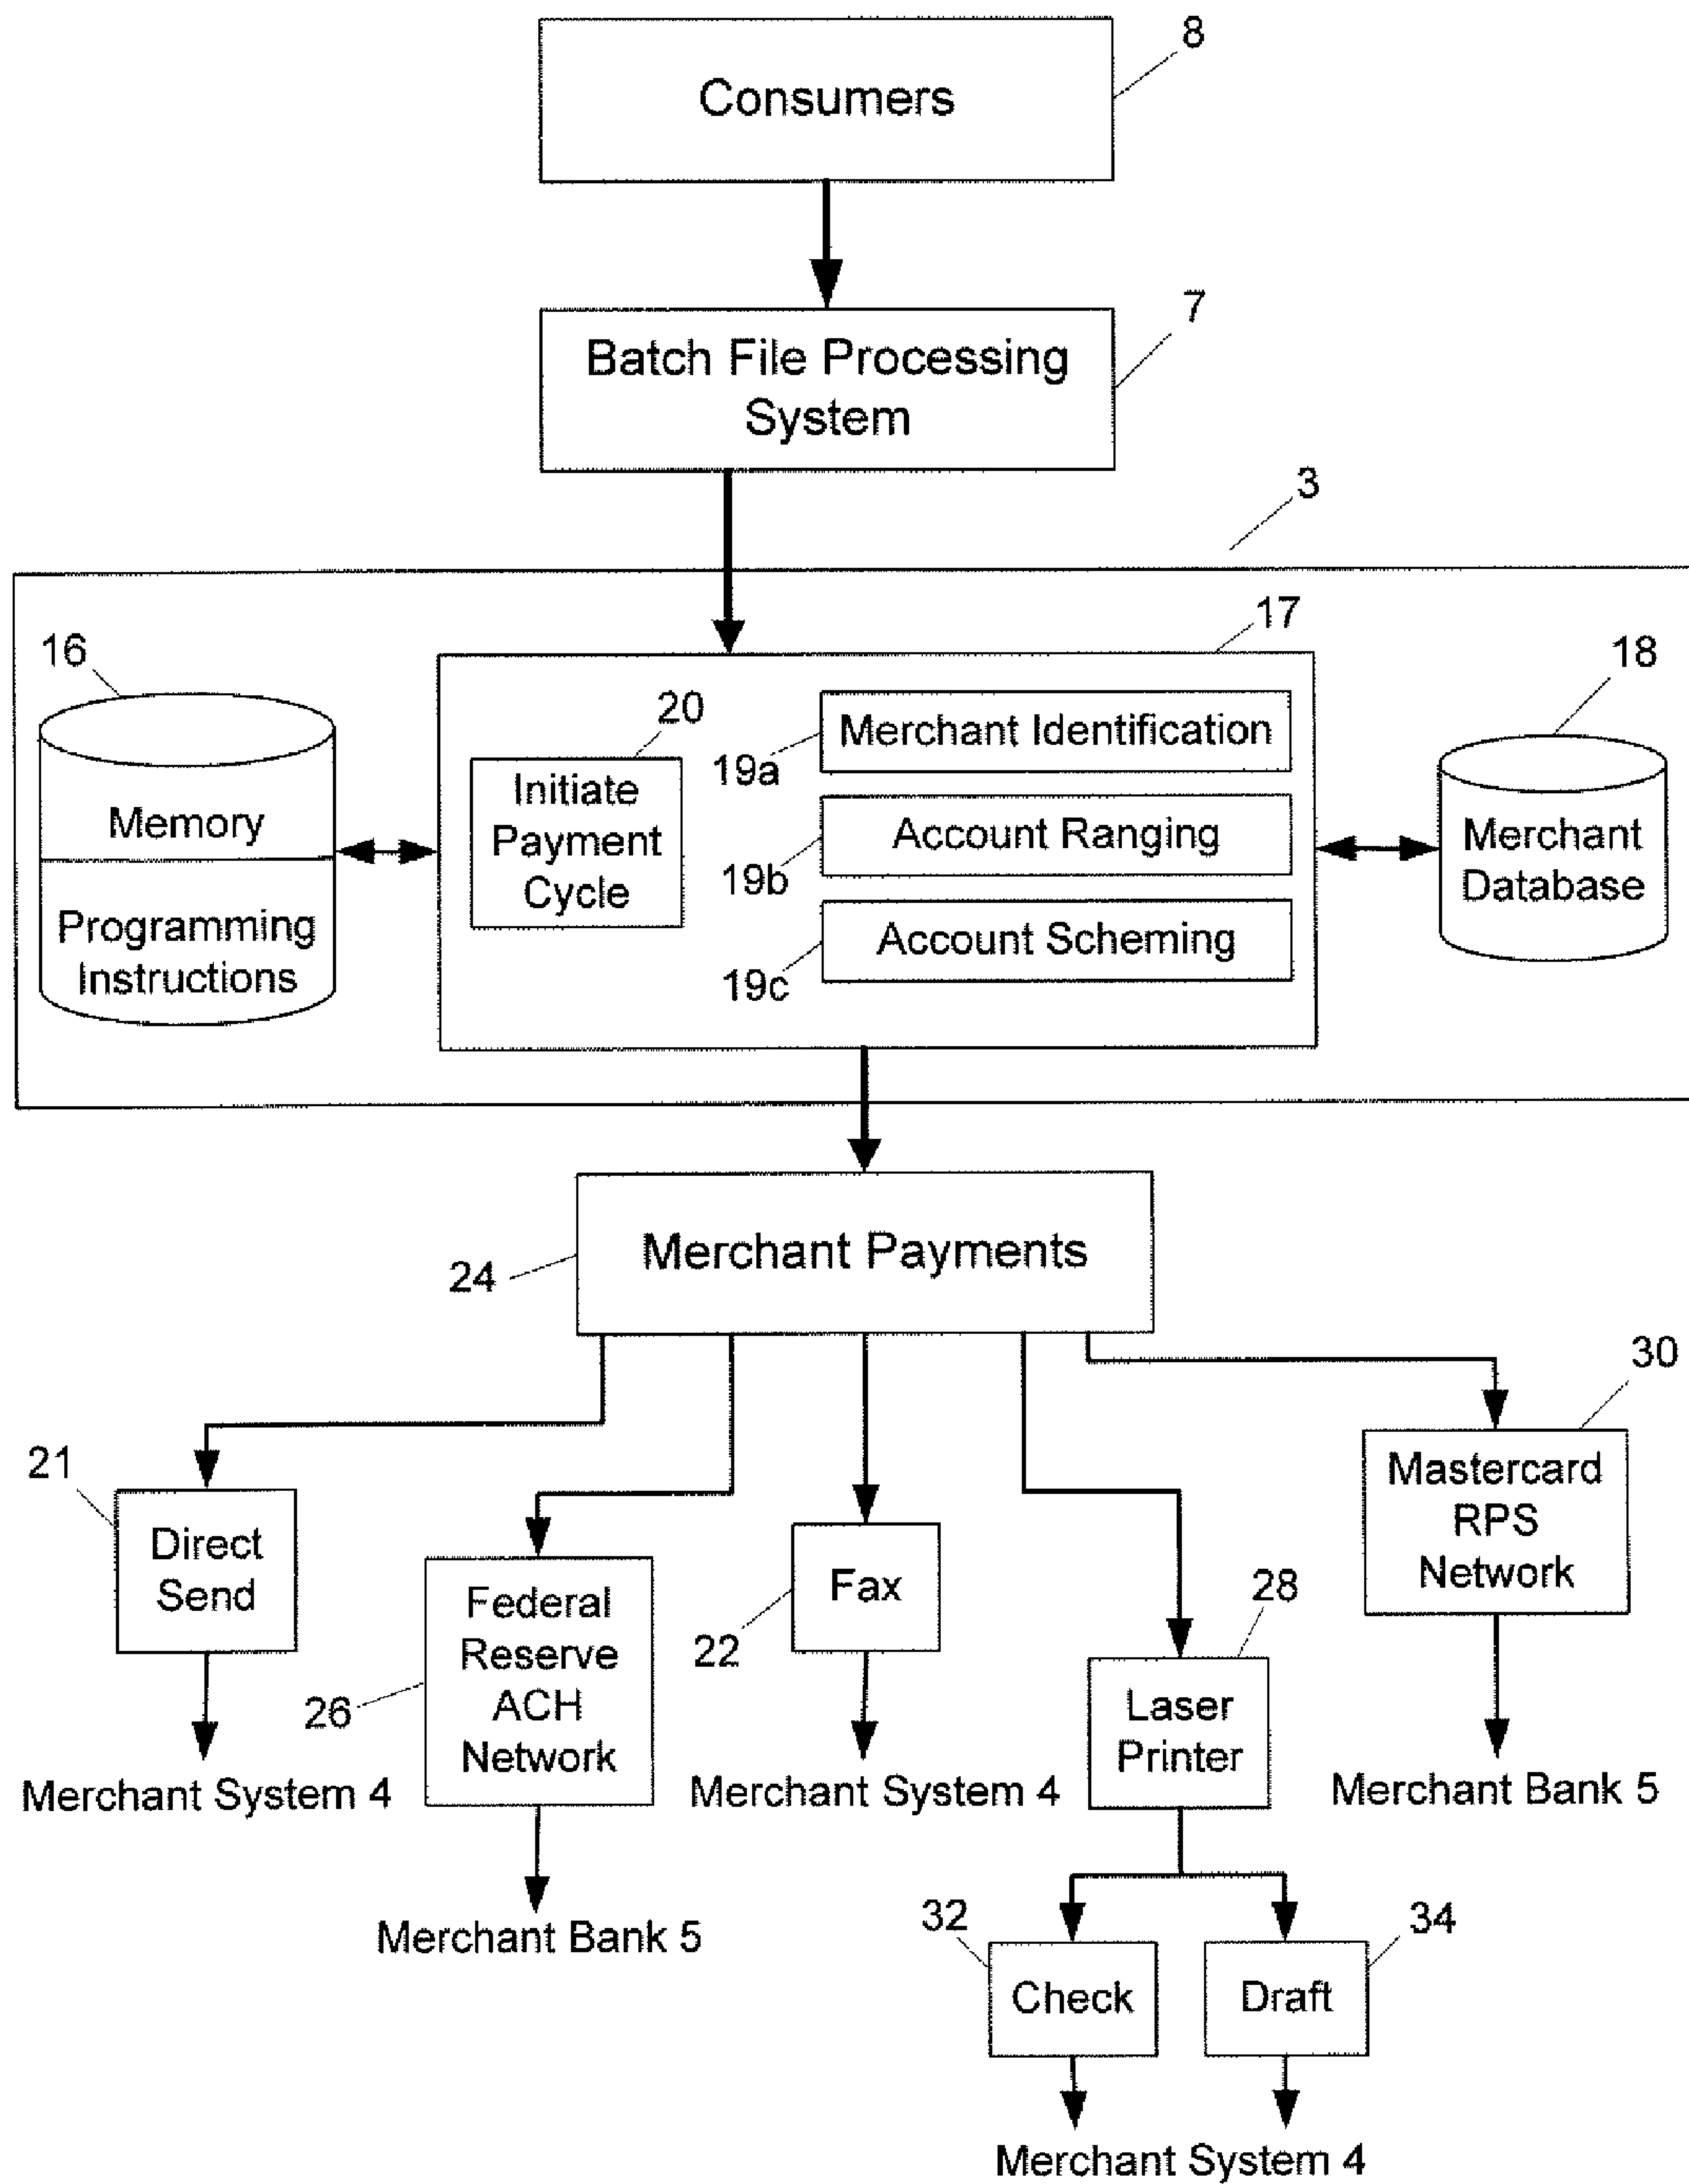 8
Consumers
7
Batch File Processing
System
3
17
16
18
20
Merchant Identification
19a
Initiate
Payment
Cycle
Memory
Account Ranging
19b
Merchant
Database
Programming
Instructions
Account Scheming
19c
Merchant Payments
24
30
21
Mastercard
RPS
Network
Direct
Send
Fax
22
28
Federal
Reserve
ACH
Network
26
Laser
Printer
Merchant System 4
Merchant System 4
Merchant Bank 5
Merchant Bank 5
32
34
Check
Draft
Merchant System 4